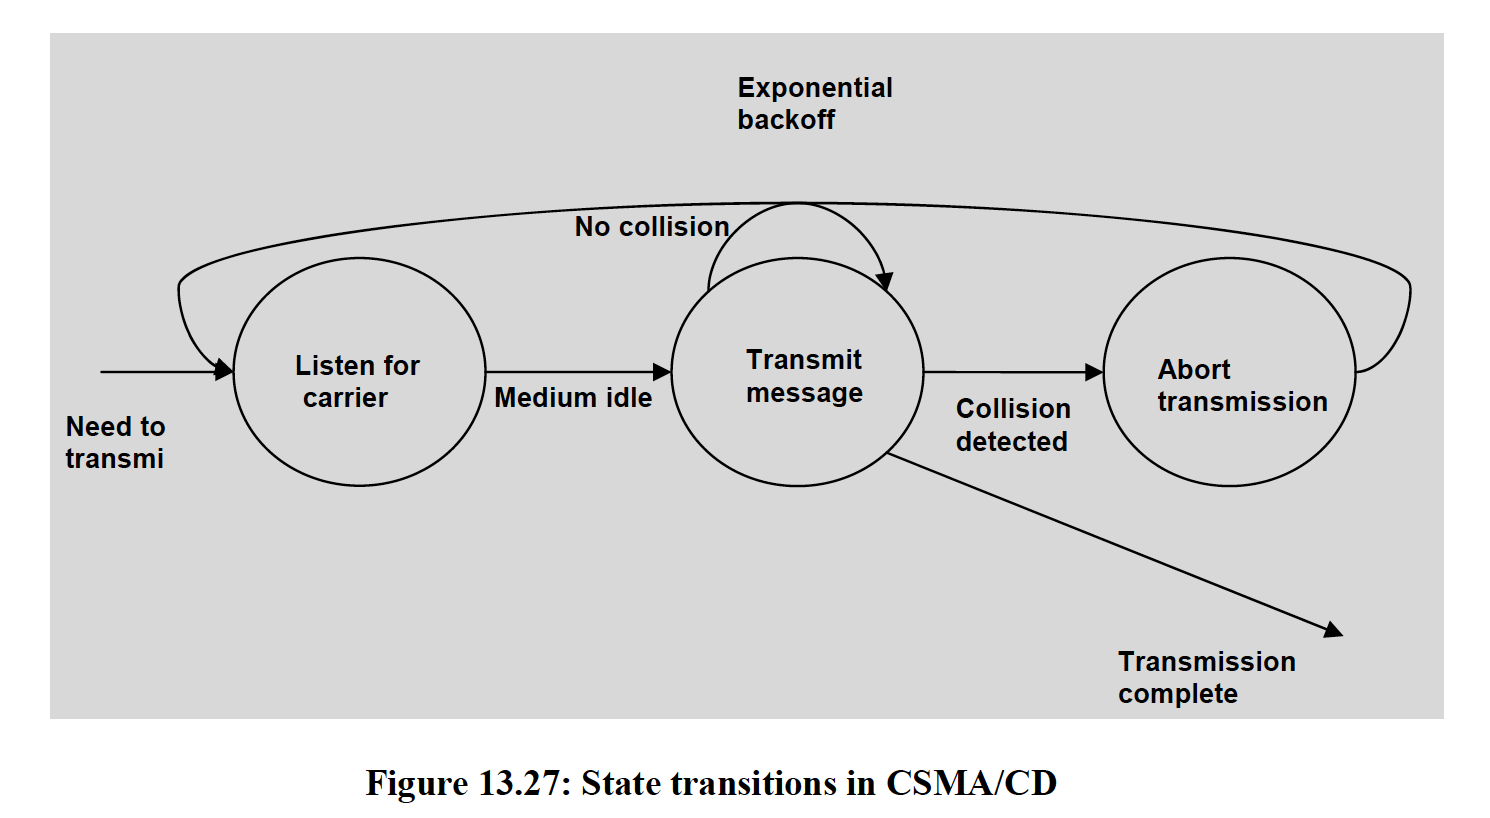 Exponential
backoff
No collision
Listen for
carrier
Transmit
message
Abort
transmission
Medium idle
Collision
detected
Need to
transmi
Transmission
complete
Figure 13.27: State transitions in CSMA/CD